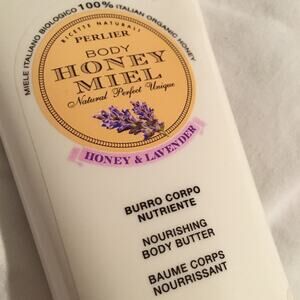 MIELE ITALIANO BIOLOGICO 100% ITALIAN ORGANIC HONEY
RICETTE NATURALI
PERLIER
BODY
HONEY
MIEL
Natural Perfect Unique
HONEY & LAVENDER
BURRO CORPO
NUTRIENTE
NOURISHING
BODY BUTTER
BAUME CORPS
NOURRISSANT